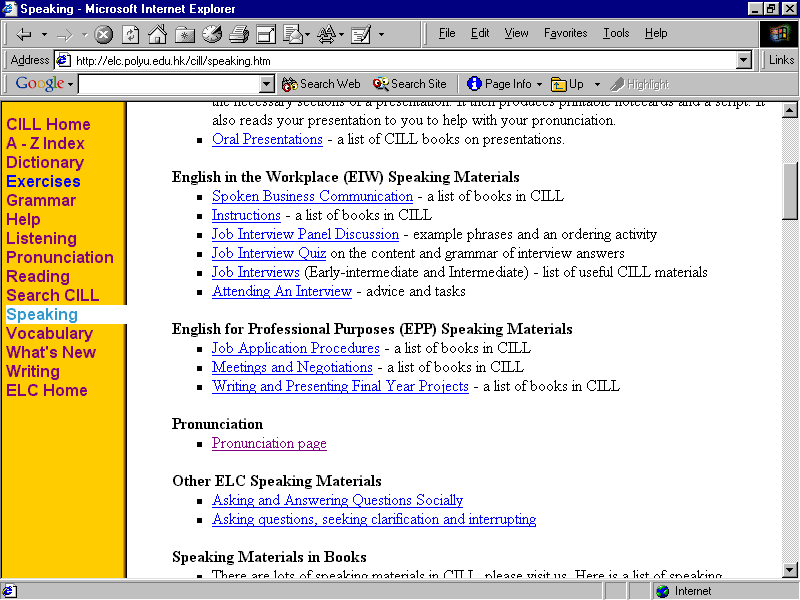 Speaking - Microsoft Internet Explorer
File Edit View Favorites Tools Help
Address http://elc.polyu.edu.hk/cill/speaking.htm Links
Google Search Web Search Site Page Info Up Highlight
CILL Home
A - Z Index
Dictionary
Exercises
Grammar
Help
Listening
Pronunciation
Reading
Search CILL
Speaking
Vocabulary
What's New
Writing
ELC Home
the necessary sections of a presentation. It then produces printable notecards and a script. It
also reads your presentation to you to help with your pronunciation.
Oral Presentations - a list of CILL books on presentations.
English in the Workplace (EIW) Speaking Materials
Spoken Business Communication - a list of books in CILL
Instructions - a list of books in CILL
Job Interview Panel Discussion - example phrases and an ordering activity
Job Interview Quiz on the content and grammar of interview answers
Job Interviews (Early-intermediate and Intermediate) - list of useful CILL materials
Attending An Interview - advice and tasks
English for Professional Purposes (EPP) Speaking Materials
Job Application Procedures - a list of books in CILL
Meetings and Negotiations - a list of books in CILL
Writing and Presenting Final Year Projects - a list of books in CILL
Pronunciation
Pronunciation page
Other ELC Speaking Materials
Asking and Answering Questions Socially
Asking questions, seeking clarification and interrupting
Speaking Materials in Books
There are lots of speaking materials in CILL, please visit us. Here is a list of speaking
Internet